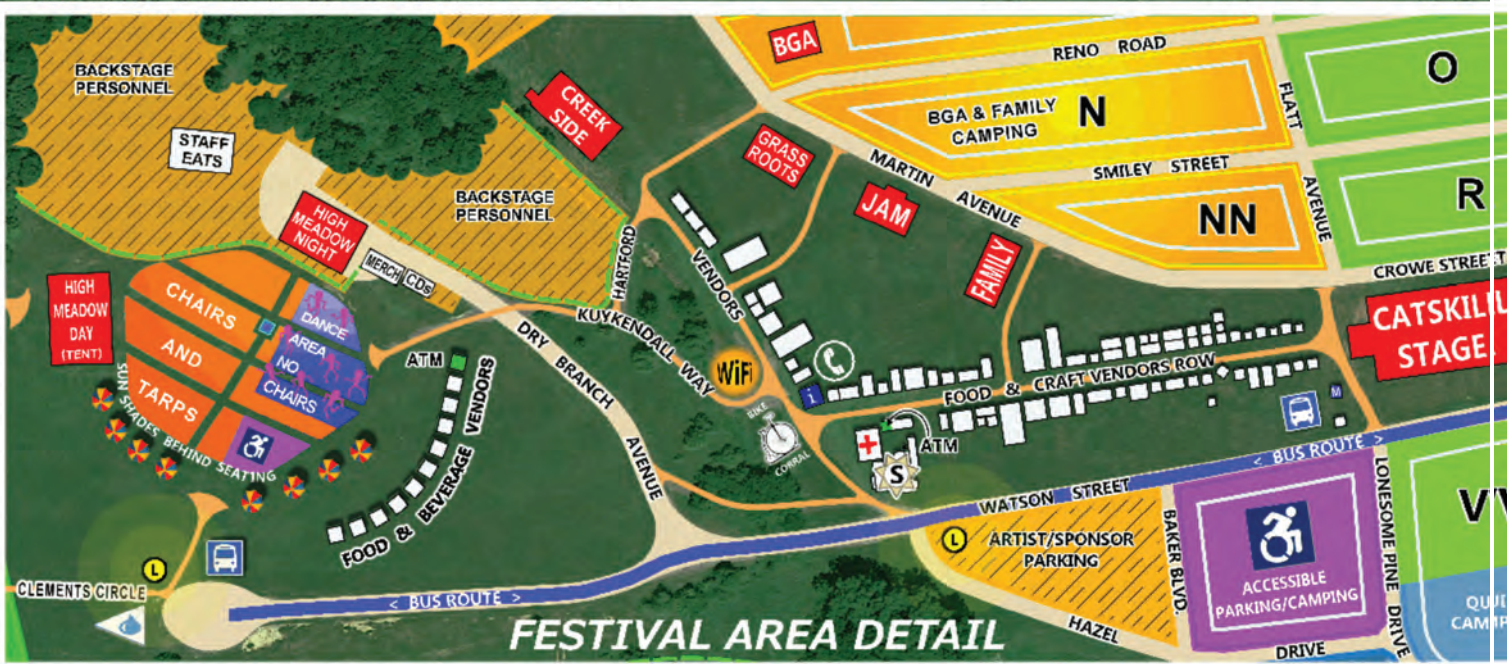 BACKSTAGE
PERSONNEL
STAFF
EATS
CREEK
SIDE
BGA
RENO ROAD
BGA & FAMILY
CAMPING
N
FLATT
AVENUE
O
GRASS
ROOTS
MARTIN AVENUE
SMILEY STREET
NN
R
BACKSTAGE
PERSONNEL
HIGH
MEADOW
NIGHT
MERCH
CDs
HARTFORD
VENDORS
JAM
FAMILY
CROWE STREET
HIGH
MEADOW
DAY
(TENT)
CHAIRS
AND
TARPS
DANCE
AREA
NO
CHAIRS
SUN SHADES BEHIND SEATING
ATM
FOOD & BEVERAGE VENDORS
DRY BRANCH
AVENUE
KUYKENDALL WAY
WiFi
BIKE
CORRAL
i
FOOD & CRAFT VENDORS ROW
CATSKILL
STAGE
M
ATM
S
< BUS ROUTE >
WATSON STREET
L
ARTIST/SPONSOR
PARKING
BAKER BLVD.
ACCESSIBLE
PARKING/CAMPING
LONESOME PINE DRIVE
L
CLEMENTS CIRCLE
< BUS ROUTE >
FESTIVAL AREA DETAIL
HAZEL
DRIVE